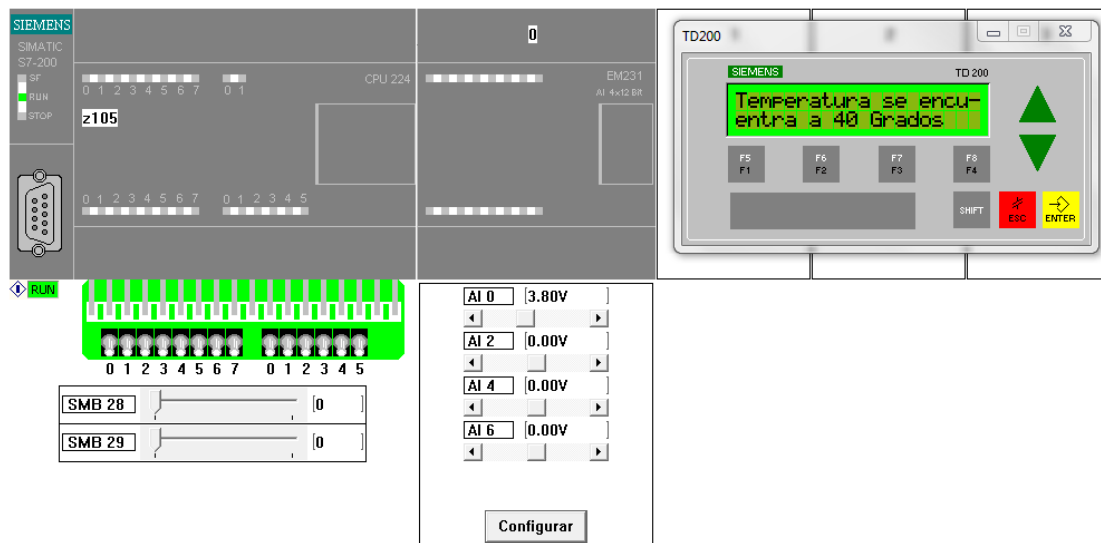 SIEMENS
SIMATIC
S7-200
SF
RUN
STOP
0 1 2 3 4 5 6 7 0 1
CPU 224
z105
0 1 2 3 4 5 6 7 0 1 2 3 4 5
0
EM231
AI 4x12 Bit
TD200
SIEMENS
TD 200
Temperatura se encu-
entra a 40 Grados
F5 F6 F7 F8
F1 F2 F3 F4
SHIFT
ESC
ENTER
RUN
0 1 2 3 4 5 6 7 0 1 2 3 4 5
SMB 28 [0 ]
SMB 29 [0 ]
AI 0 [3.80V ]
AI 2 [0.00V ]
AI 4 [0.00V ]
AI 6 [0.00V ]
Configurar